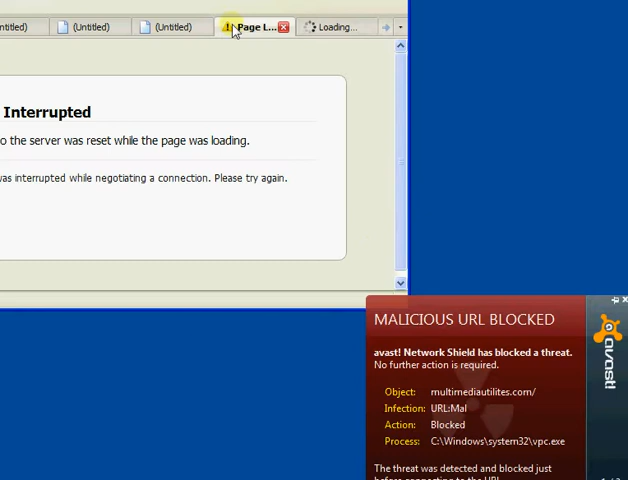 ntitled) (Untitled) (Untitled) Page L... Loading...
Interrupted
o the server was reset while the page was loading.
was interrupted while negotiating a connection. Please try again.
MALICIOUS URL BLOCKED
avast! Network Shield has blocked a threat.
No further action is required.
Object: multimediautilites.com/
Infection: URL:Mal
Action: Blocked
Process: C:\Windows\system32\vpc.exe
The threat was detected and blocked just
avast!